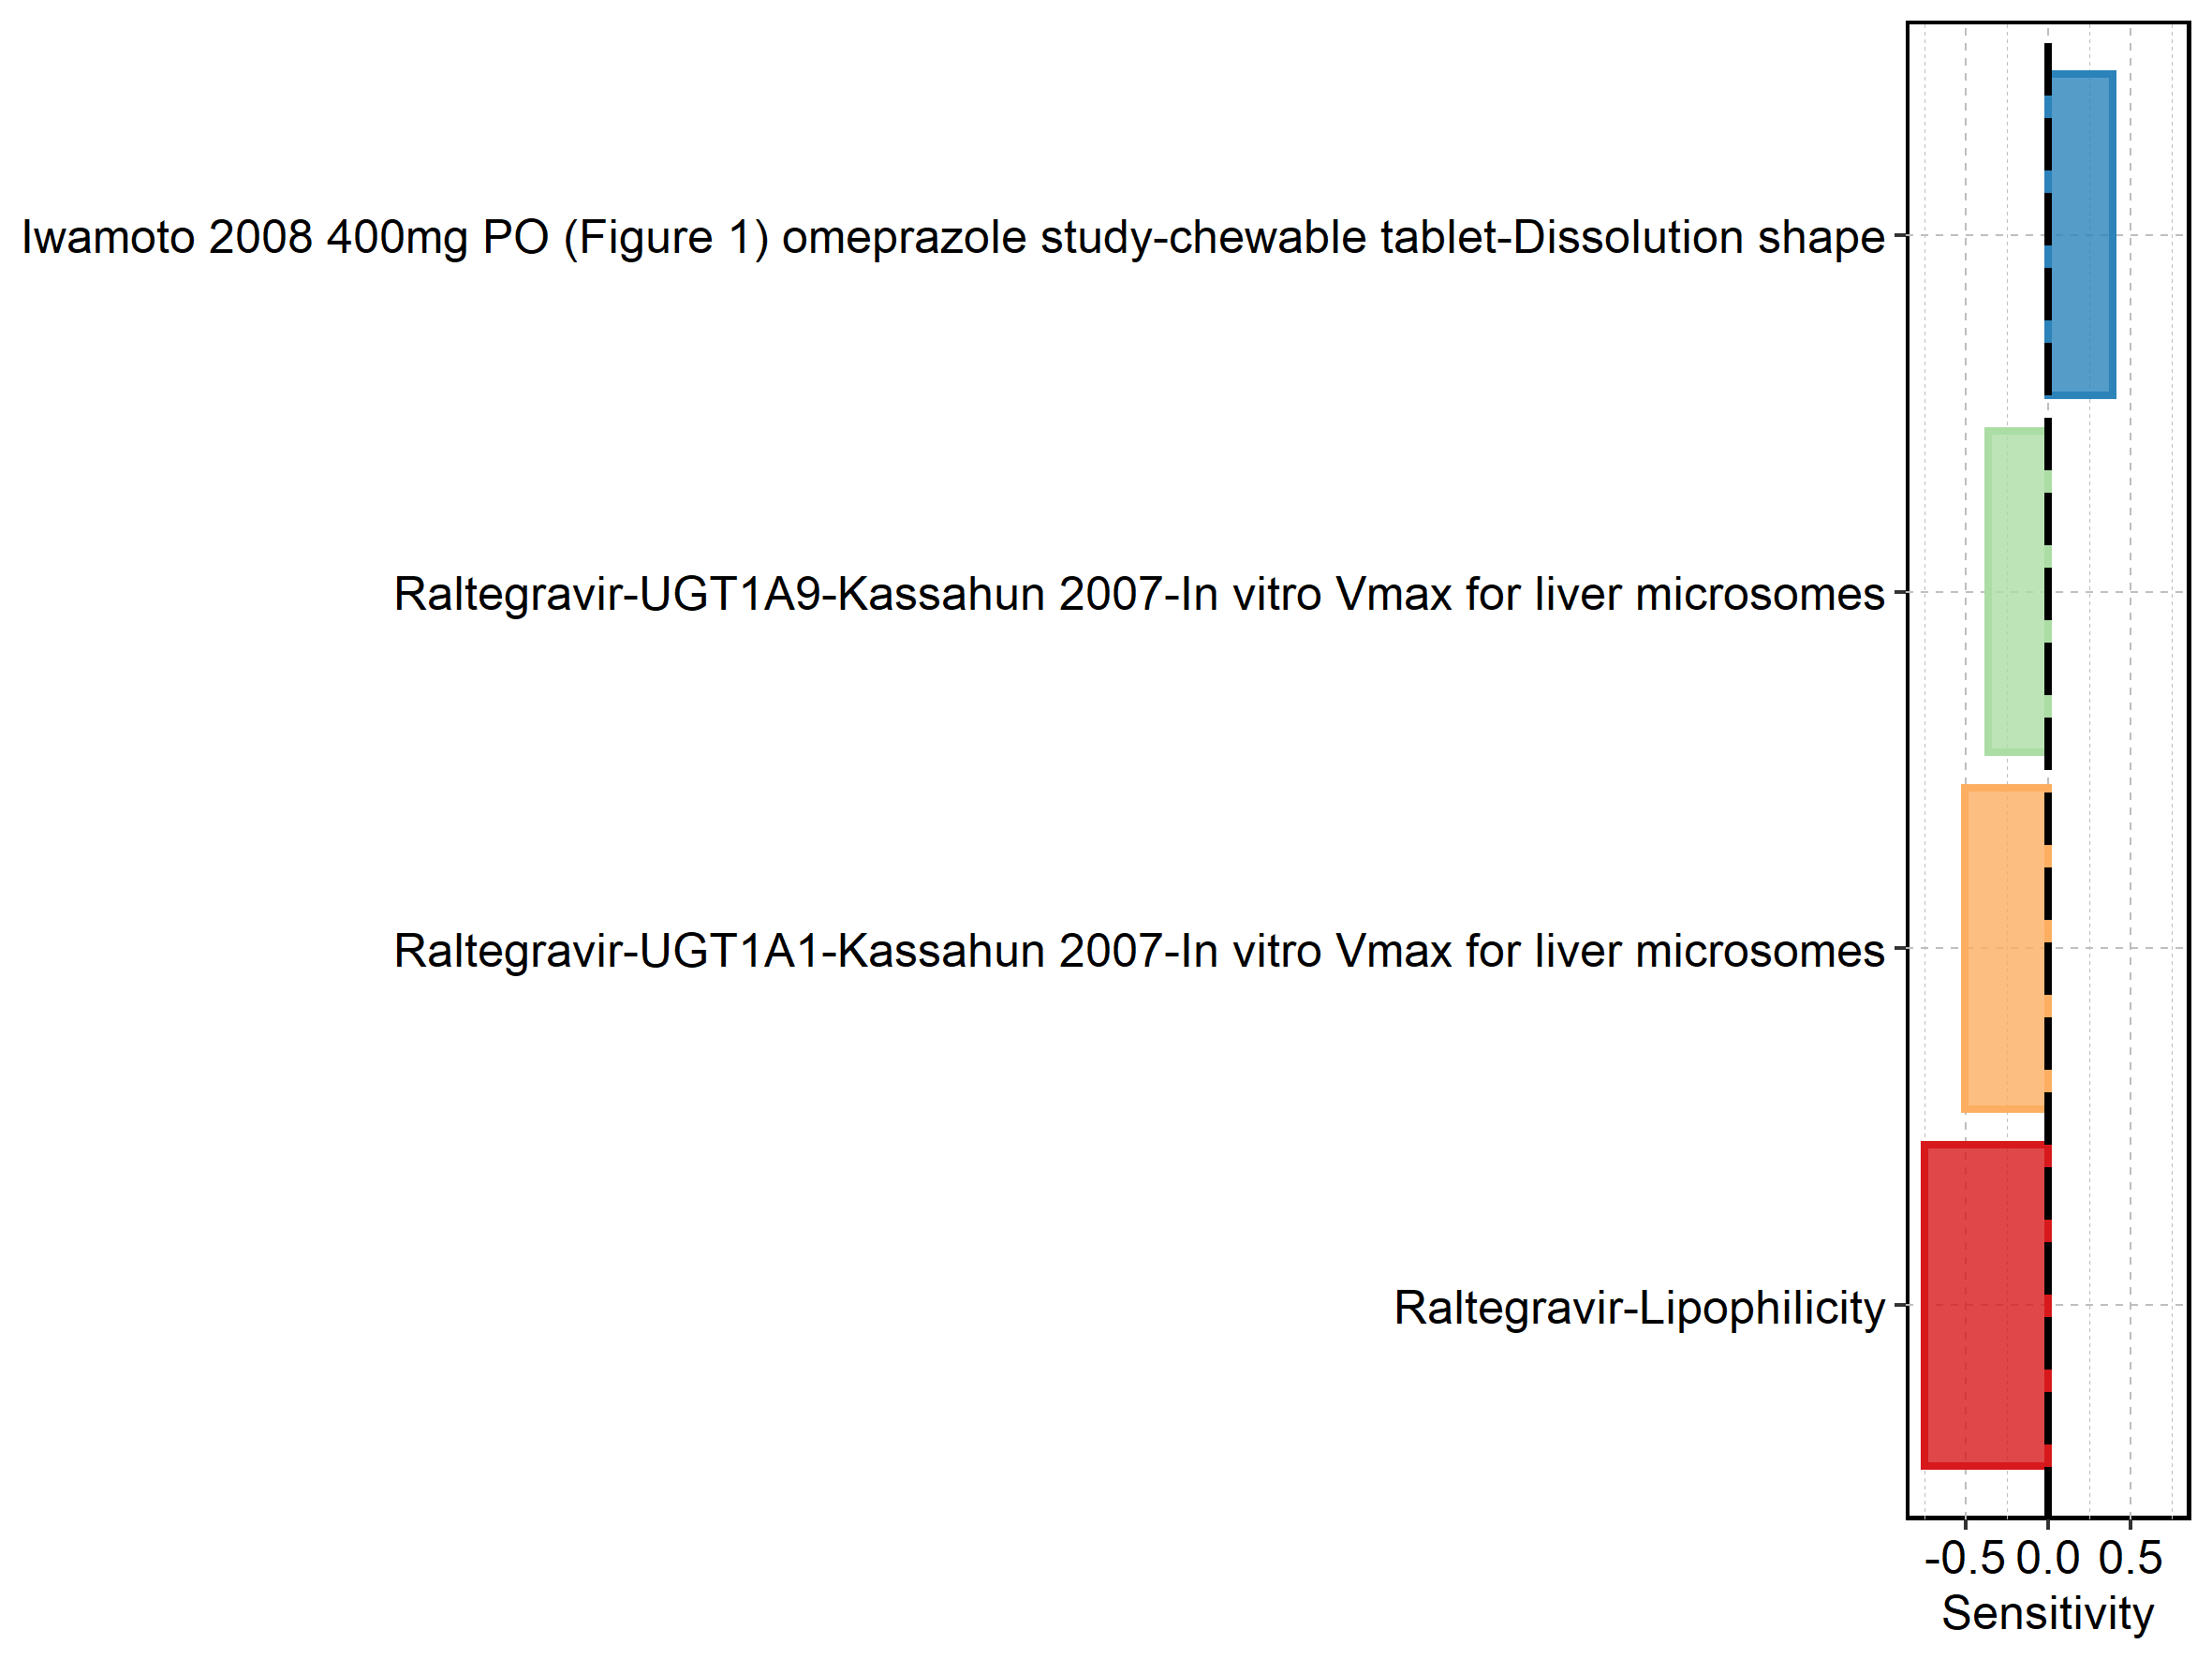 Iwamoto 2008 400mg PO (Figure 1) omeprazole study-chewable tablet-Dissolution shape
Raltegravir-UGT1A9-Kassahun 2007-In vitro Vmax for liver microsomes
Raltegravir-UGT1A1-Kassahun 2007-In vitro Vmax for liver microsomes
Raltegravir-Lipophilicity
-0.5 0.0 0.5
Sensitivity